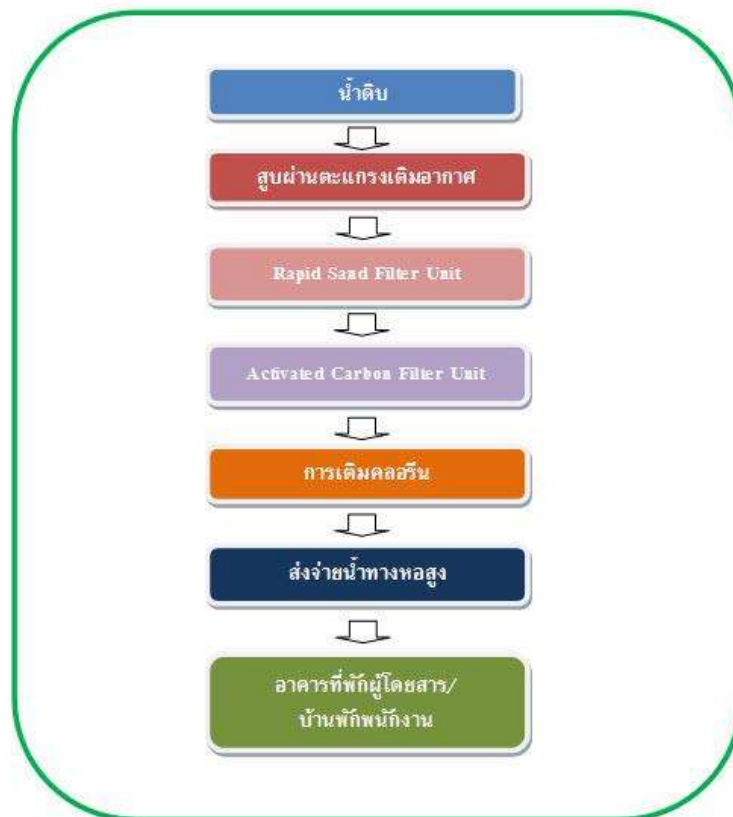 น้ำดิบ
สูบผ่านตะแกรงเติมอากาศ
Rapid Sand Filter Unit
Activated Carbon Filter Unit
การเติมคลอรีน
ส่งจ่ายน้ำทางหอสูง
อาคารที่พักผู้โดยสาร/
บ้านพักพนักงาน